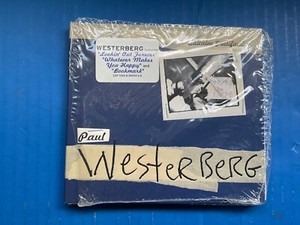 WESTERBERG
"Lookin' Out Forever"
"Whatever Makes
You Happy" and
"Bookmark"
Paul
WESTERBERG